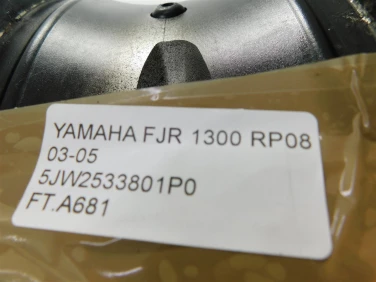 YAMAHA FJR 1300 RP08
03-05
5JW2533801P0
FT.A681